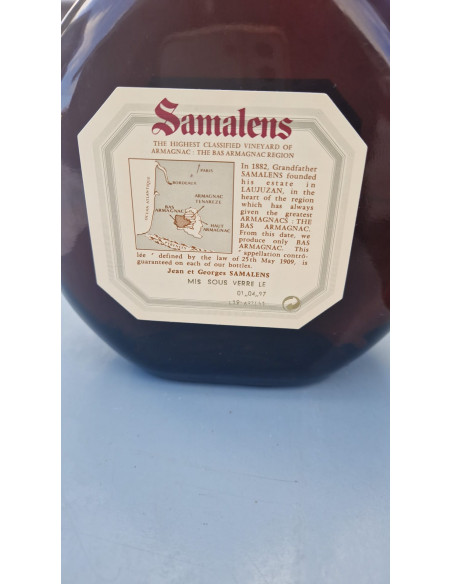 Samalens
THE HIGHEST CLASSIFIED VINEYARD OF
ARMAGNAC : THE BAS ARMAGNAC REGION
PARIS
BORDEAUX
OCEAN ATLANTIQUE
ARMAGNAC
TENAREZE
BAS
ARMAGNAC
HAUT
ARMAGNAC
In 1882, Grandfather
SAMALENS founded
his estate in
LAUJUZAN, in the
heart of the region
which has always
given the greatest
ARMAGNACS : THE
BAS ARMAGNAC.
From this date, we
produce only BAS
ARMAGNAC. This
" appellation contrô-
lée " defined by the law of 25th May 1909, is
guaranteed on each of our bottles.
Jean et Georges SAMALENS
MIS SOUS VERRE LE
01_04_97